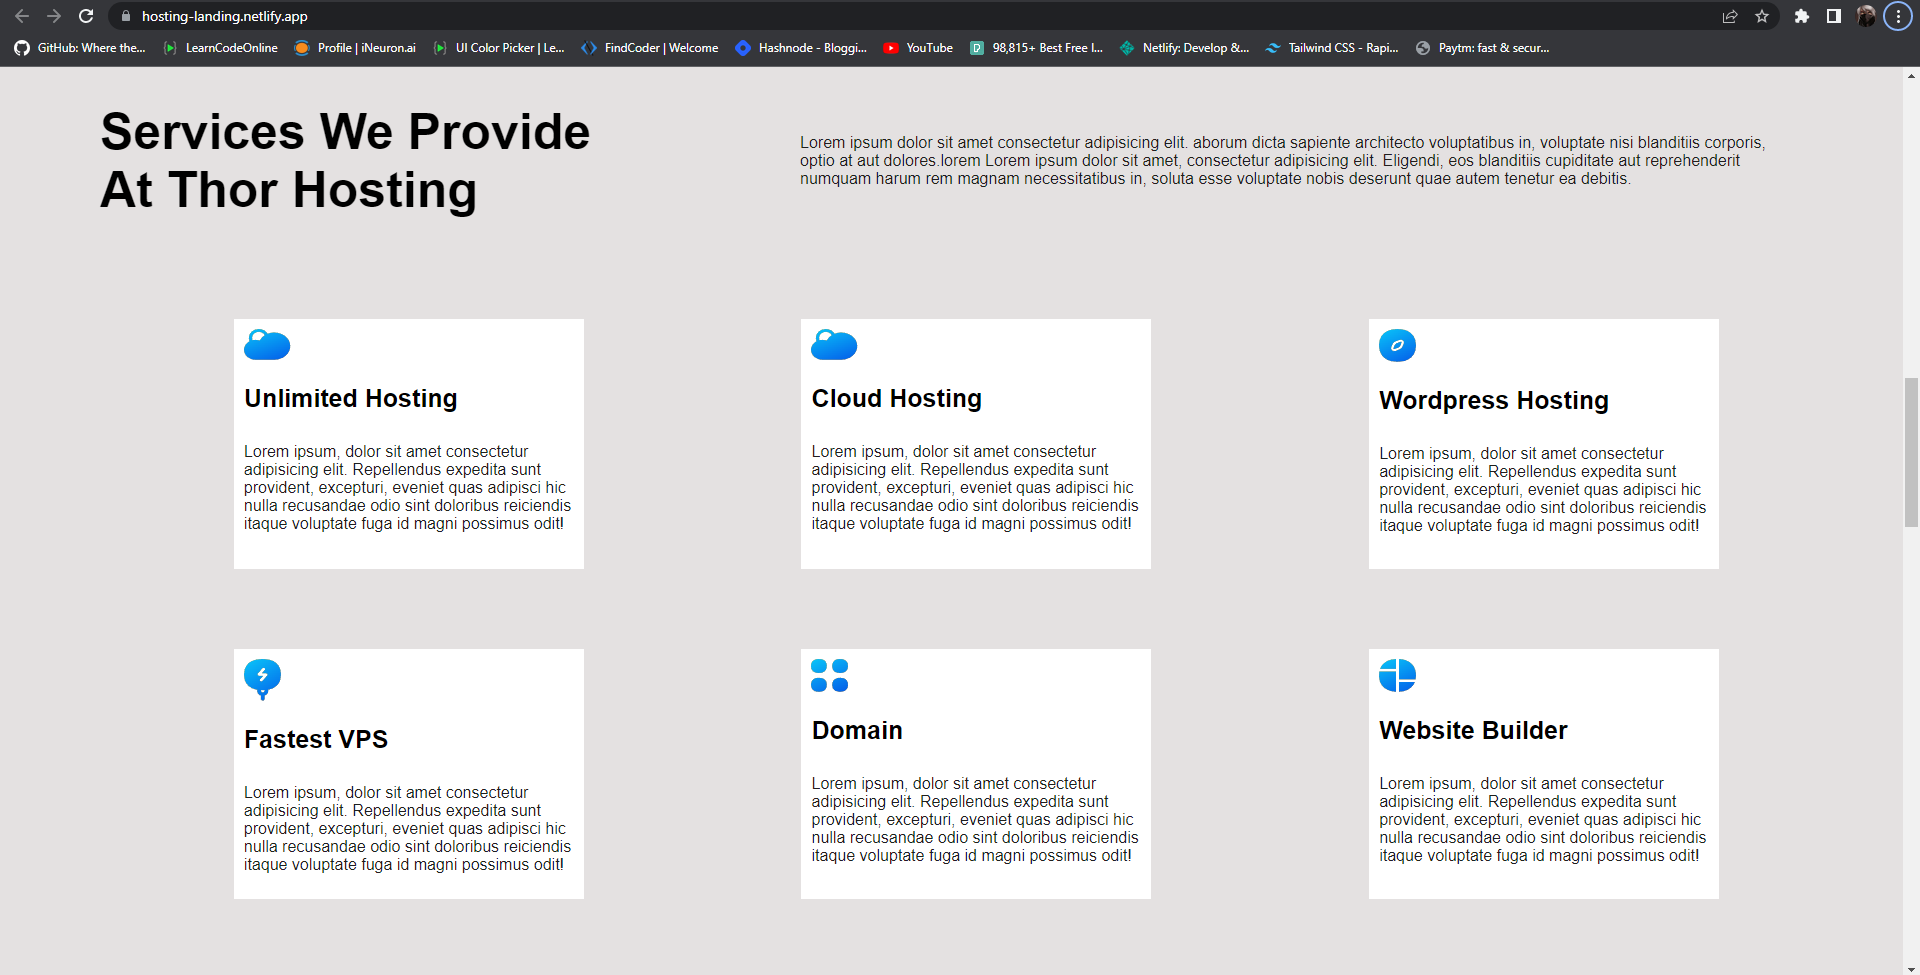 hosting-landing.netlify.app
GitHub: Where the...
LearnCodeOnline
Profile | iNeuron.ai
UI Color Picker | Le...
FindCoder | Welcome
Hashnode - Bloggi...
YouTube
98,815+ Best Free I...
Netlify: Develop &...
Tailwind CSS - Rapi...
Paytm: fast & secur...
Services We Provide
At Thor Hosting
Lorem ipsum dolor sit amet consectetur adipisicing elit. aborum dicta sapiente architecto voluptatibus in, voluptate nisi blanditiis corporis,
optio at aut dolores.lorem Lorem ipsum dolor sit amet, consectetur adipisicing elit. Eligendi, eos blanditiis cupiditate aut reprehenderit
numquam harum rem magnam necessitatibus in, soluta esse voluptate nobis deserunt quae autem tenetur ea debitis.
Unlimited Hosting
Lorem ipsum, dolor sit amet consectetur
adipisicing elit. Repellendus expedita sunt
provident, excepturi, eveniet quas adipisci hic
nulla recusandae odio sint doloribus reiciendis
itaque voluptate fuga id magni possimus odit!
Cloud Hosting
Lorem ipsum, dolor sit amet consectetur
adipisicing elit. Repellendus expedita sunt
provident, excepturi, eveniet quas adipisci hic
nulla recusandae odio sint doloribus reiciendis
itaque voluptate fuga id magni possimus odit!
Wordpress Hosting
Lorem ipsum, dolor sit amet consectetur
adipisicing elit. Repellendus expedita sunt
provident, excepturi, eveniet quas adipisci hic
nulla recusandae odio sint doloribus reiciendis
itaque voluptate fuga id magni possimus odit!
Fastest VPS
Lorem ipsum, dolor sit amet consectetur
adipisicing elit. Repellendus expedita sunt
provident, excepturi, eveniet quas adipisci hic
nulla recusandae odio sint doloribus reiciendis
itaque voluptate fuga id magni possimus odit!
Domain
Lorem ipsum, dolor sit amet consectetur
adipisicing elit. Repellendus expedita sunt
provident, excepturi, eveniet quas adipisci hic
nulla recusandae odio sint doloribus reiciendis
itaque voluptate fuga id magni possimus odit!
Website Builder
Lorem ipsum, dolor sit amet consectetur
adipisicing elit. Repellendus expedita sunt
provident, excepturi, eveniet quas adipisci hic
nulla recusandae odio sint doloribus reiciendis
itaque voluptate fuga id magni possimus odit!